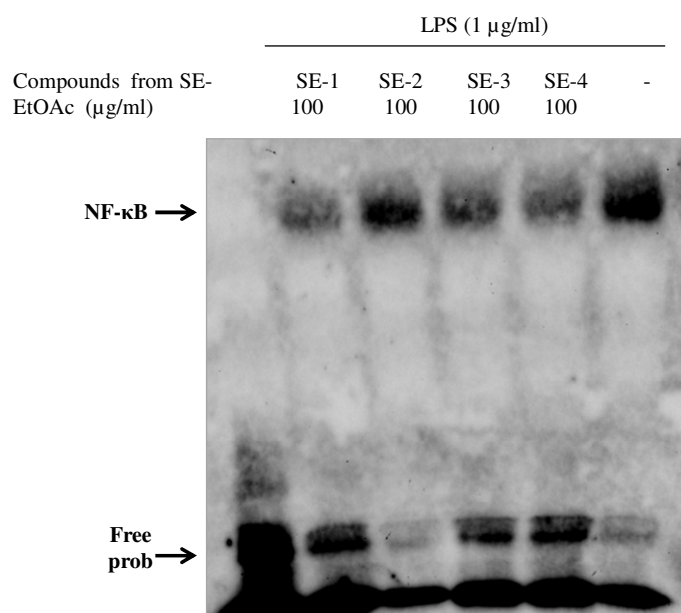 LPS (1 µg/ml)
Compounds from SE- SE-1 SE-2 SE-3 SE-4 -
EtOAc (µg/ml) 100 100 100 100
NF-κB
Free
prob